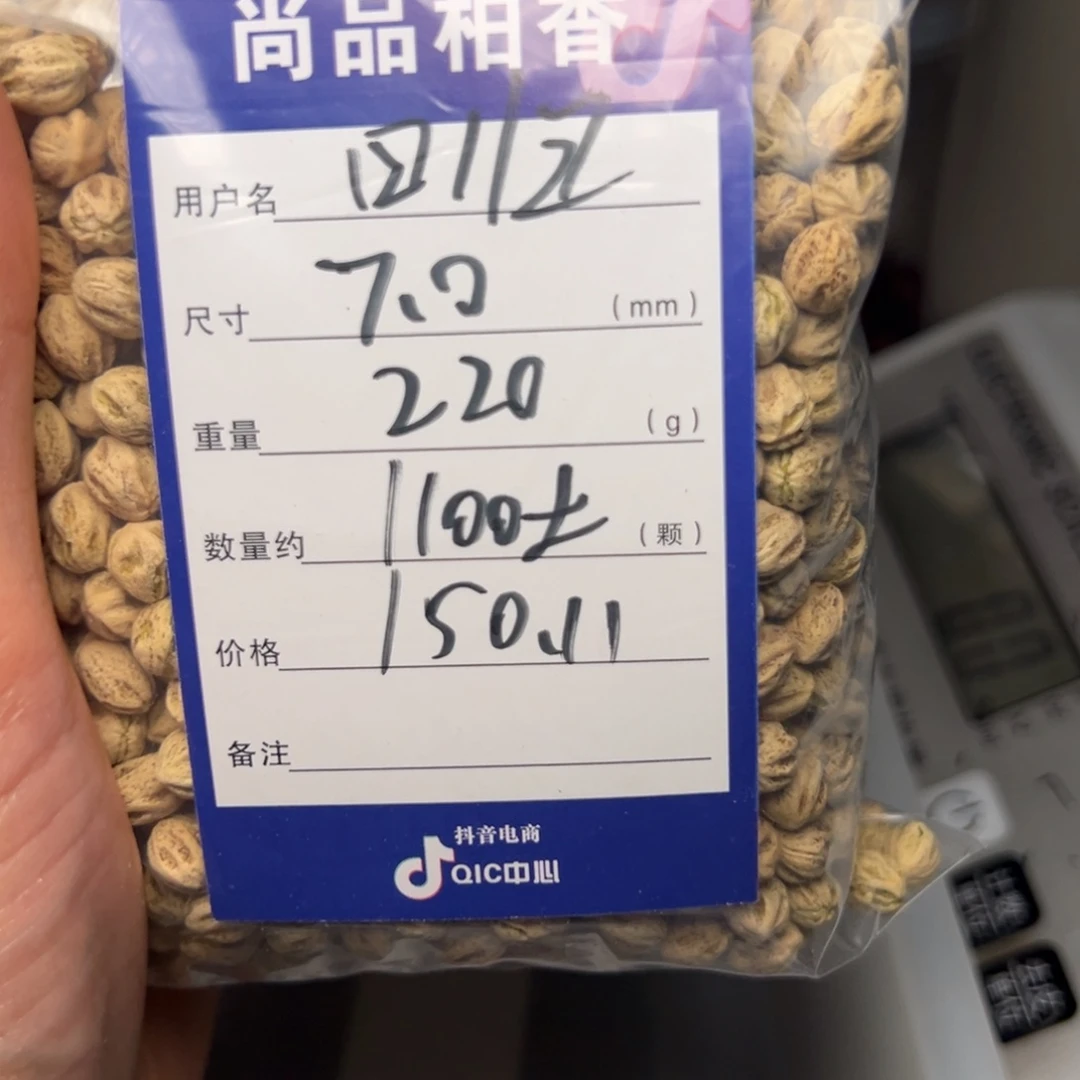 尚品柏香
用户名
尺寸 7.0 (mm)
重量 220 (g)
数量约 1100± (颗)
价格 150.11
备注
抖音电商
QIC中心